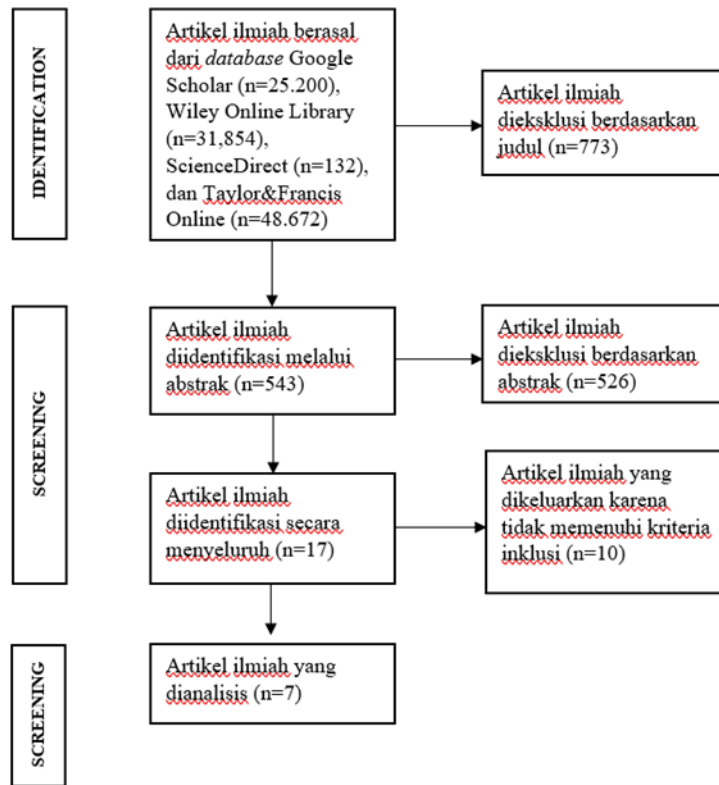 IDENTIFICATION
Artikel ilmiah berasal
dari database Google
Scholar (n=25.200),
Wiley Online Library
(n=31,854),
ScienceDirect (n=132),
dan Taylor&Francis
Online (n=48.672)
Artikel ilmiah
dieksklusi berdasarkan
judul (n=773)
SCREENING
Artikel ilmiah
diidentifikasi melalui
abstrak (n=543)
Artikel ilmiah
dieksklusi berdasarkan
abstrak (n=526)
Artikel ilmiah
diidentifikasi secara
menyeluruh (n=17)
Artikel ilmiah yang
dikeluarkan karena
tidak memenuhi kriteria
inklusi (n=10)
SCREENING
Artikel ilmiah yang
dianalisis (n=7)